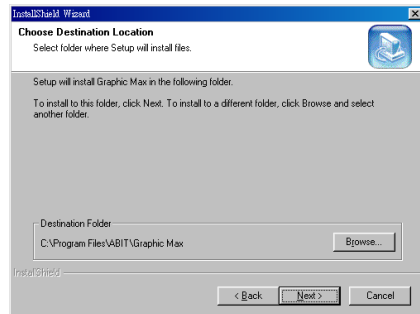 InstallShield Wizard
Choose Destination Location
Select folder where Setup will install files.
Setup will install Graphic Max in the following folder.
To install to this folder, click Next. To install to a different folder, click Browse and select
another folder.
Destination Folder
C:\Program Files\ABIT\Graphic Max
Browse...
InstallShield
< Back
Next >
Cancel